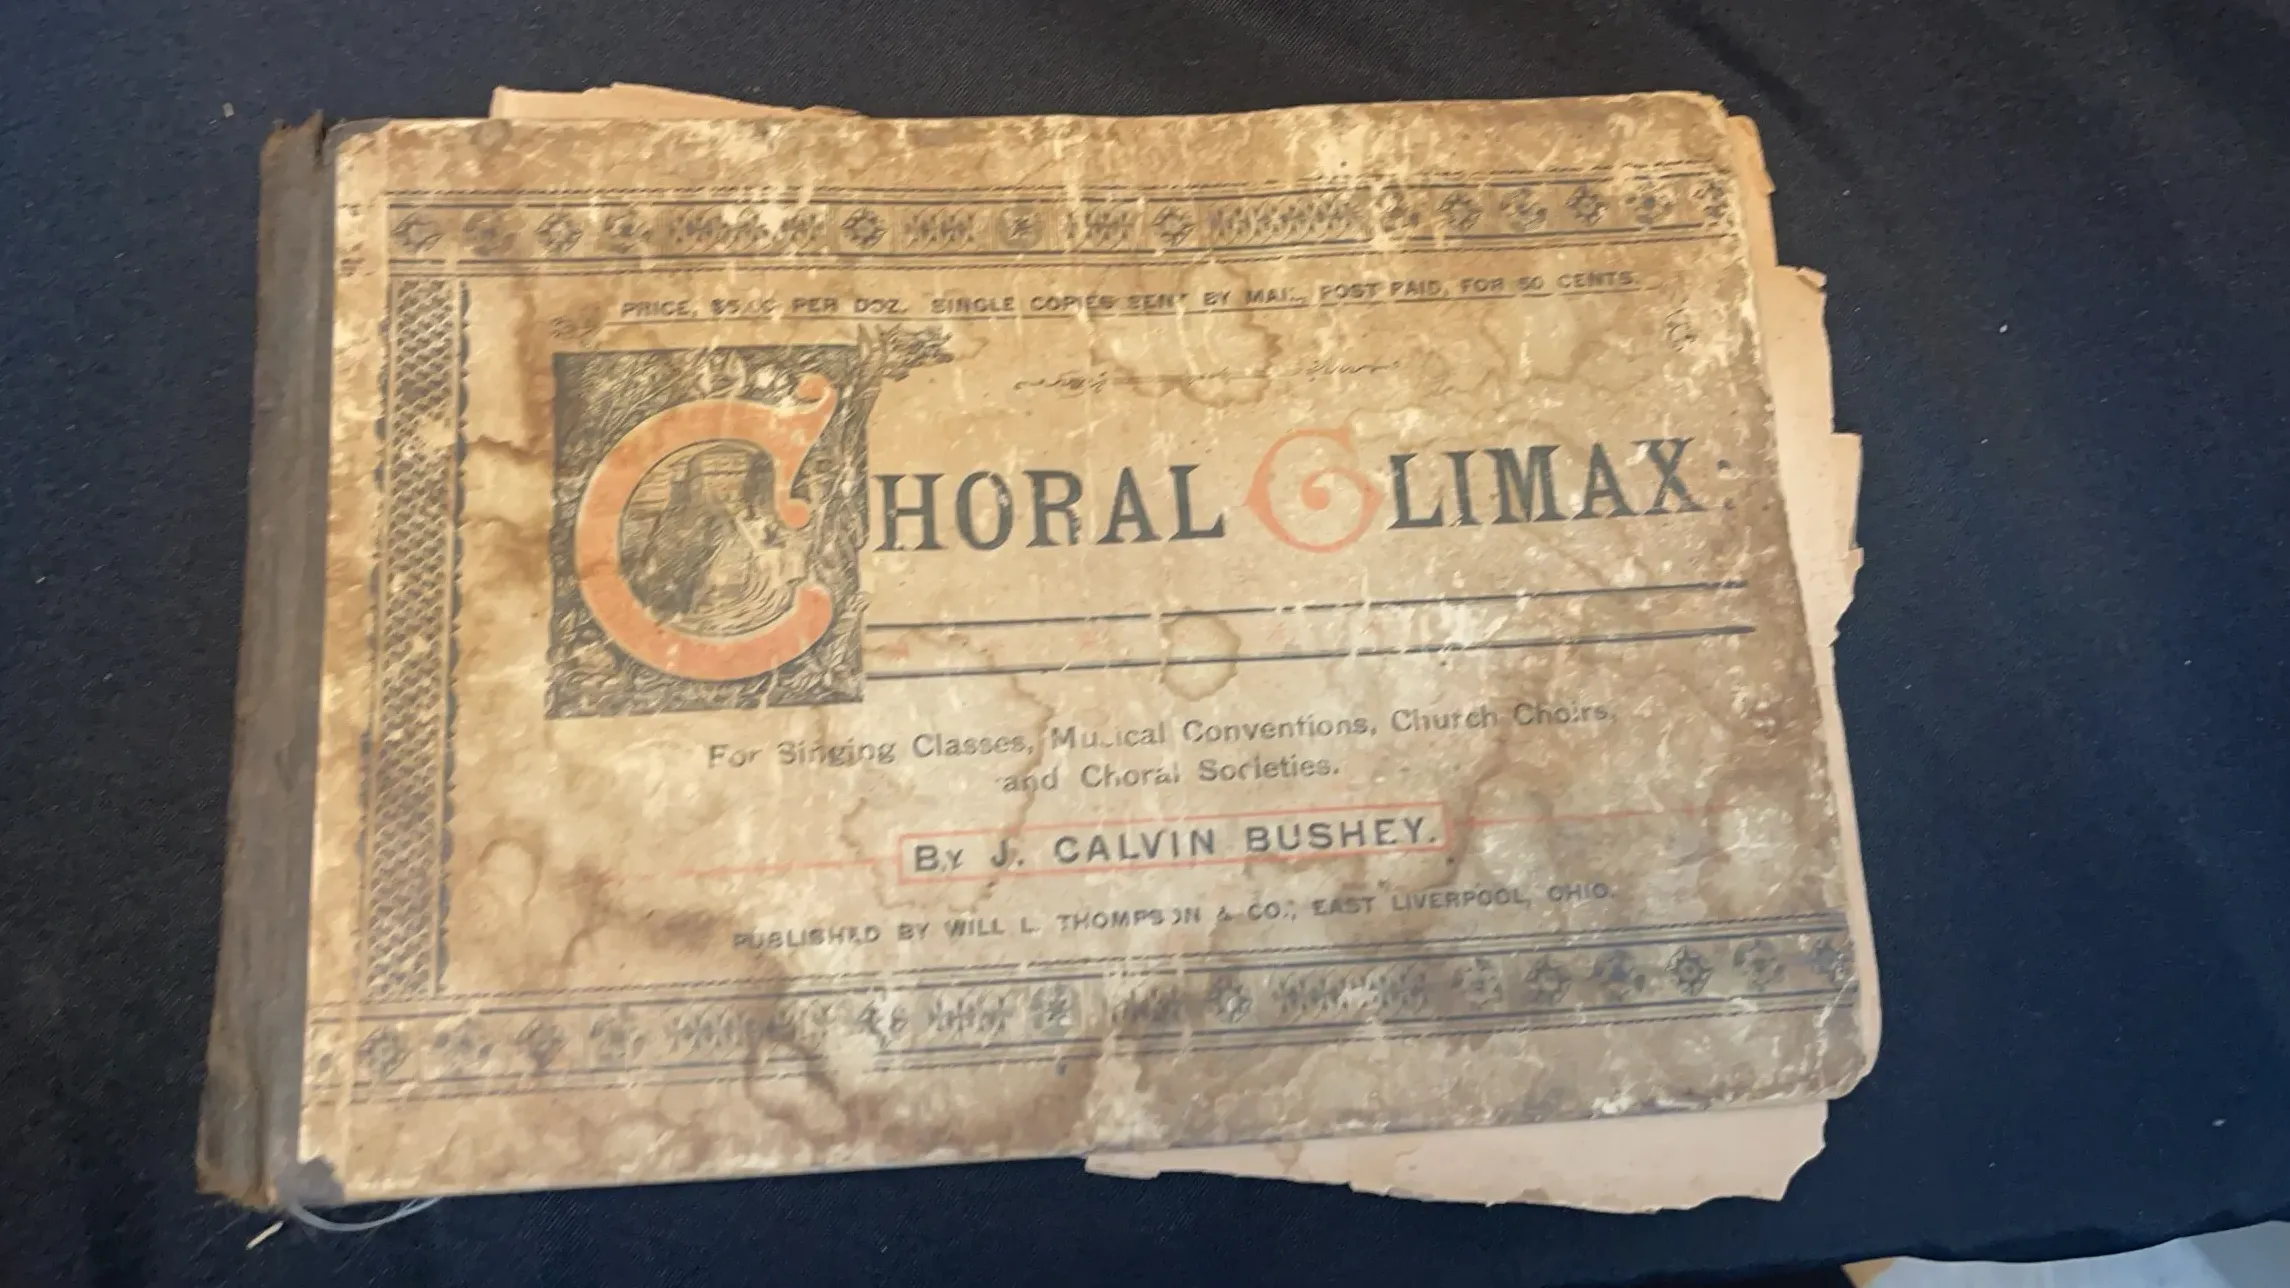 PRICE, $5.00 PER DOZ. SINGLE COPIES SENT BY MAIL, POST PAID, FOR 50 CENTS.
CHORAL CLIMAX:
For Singing Classes, Musical Conventions, Church Choirs,
and Choral Societies.
By J. CALVIN BUSHEY.
PUBLISHED BY WILL L. THOMPSON & CO., EAST LIVERPOOL, OHIO.